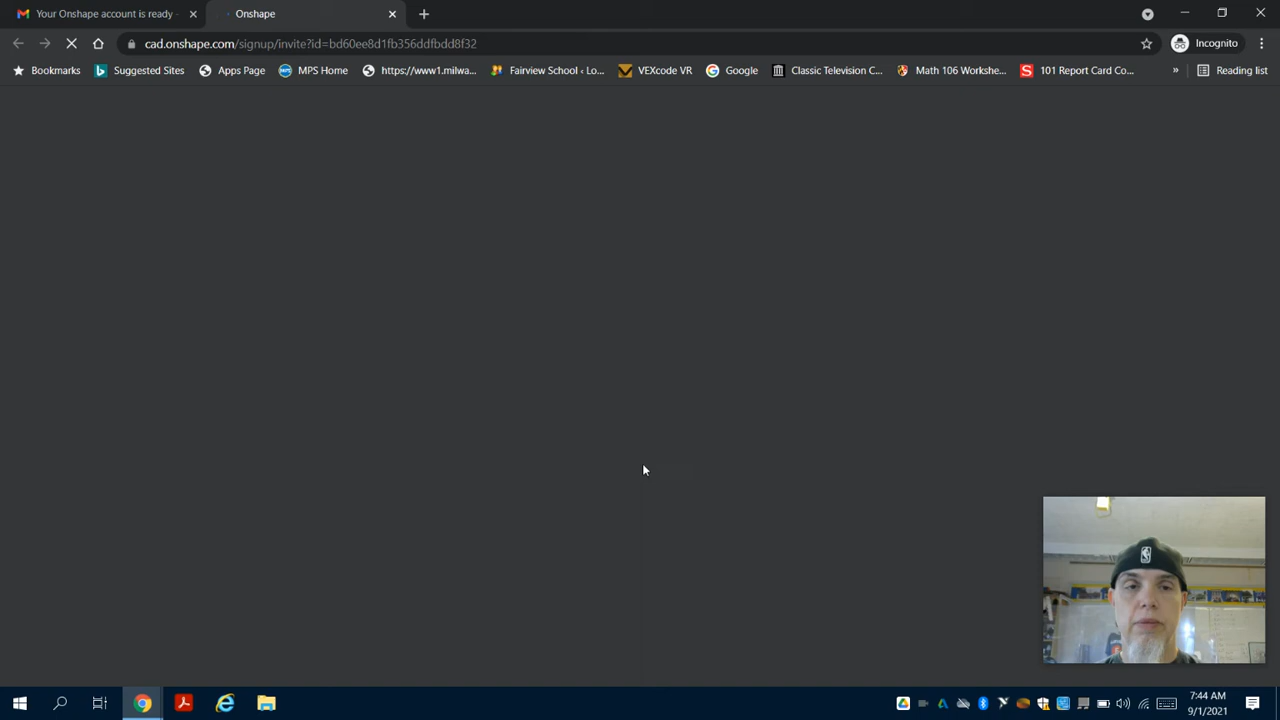 Your Onshape account is ready
Onshape
cad.onshape.com/signup/invite?id=bd60ee8d1fb356ddfbdd8f32
Incognito
Bookmarks
Suggested Sites
Apps Page
MPS Home
https://www1.milwa...
Fairview School ‹ Lo...
VEXcode VR
Google
Classic Television C...
Math 106 Workshe...
101 Report Card Co...
»
Reading list
7:44 AM
9/1/2021